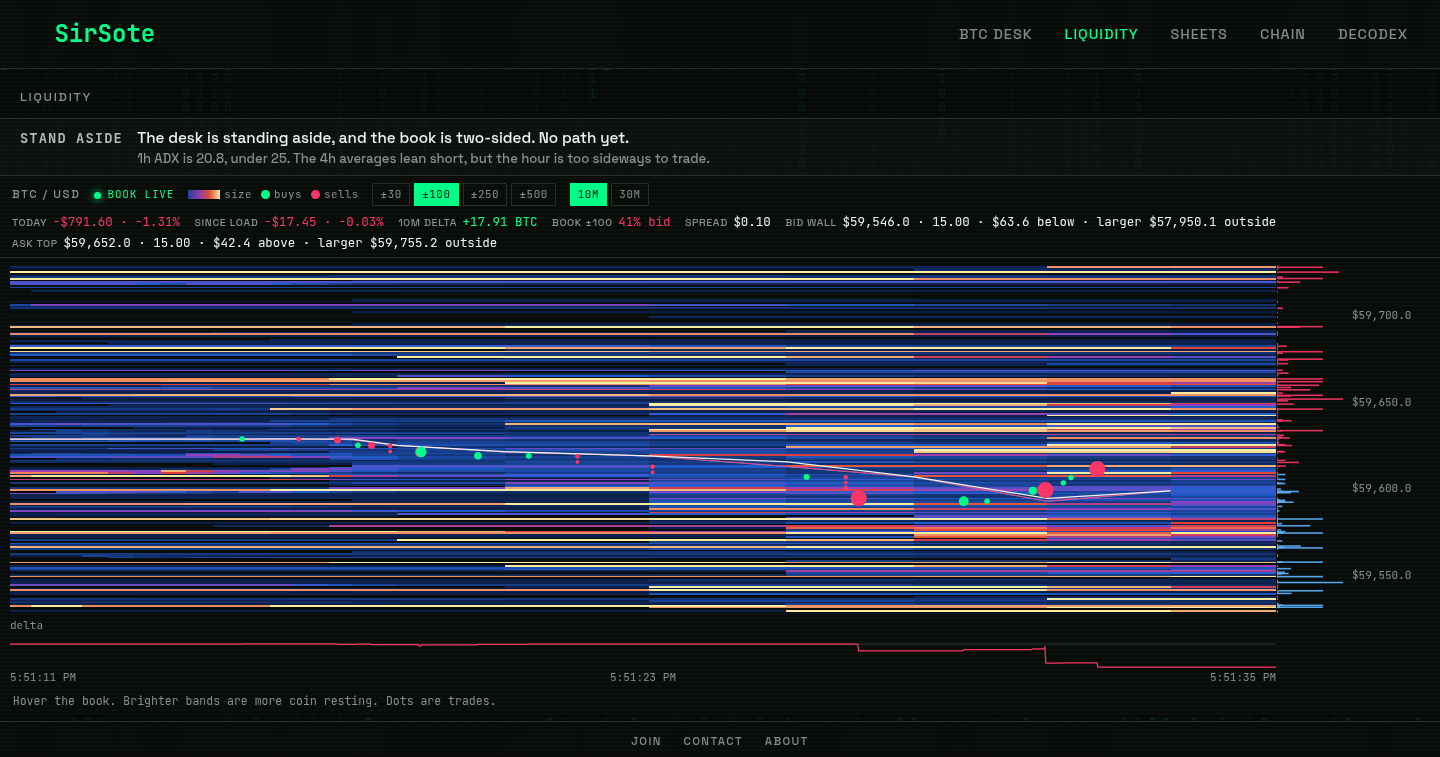 SirSote
BTC DESK LIQUIDITY SHEETS CHAIN DECODEX
LIQUIDITY
STAND ASIDE The desk is standing aside, and the book is two-sided. No path yet.
1h ADX is 20.8, under 25. The 4h averages lean short, but the hour is too sideways to trade.
BTC / USD BOOK LIVE size buys sells ±30 ±100 ±250 ±500 10M 30M
TODAY -$791.60 · -1.31% SINCE LOAD -$17.45 · -0.03% 10M DELTA +17.91 BTC BOOK ±100 41% bid SPREAD $0.10 BID WALL $59,546.0 · 15.00 · $63.6 below · larger $57,950.1 outside
ASK TOP $59,652.0 · 15.00 · $42.4 above · larger $59,755.2 outside
$59,700.0
$59,650.0
$59,600.0
$59,550.0
delta
5:51:11 PM 5:51:23 PM 5:51:35 PM
Hover the book. Brighter bands are more coin resting. Dots are trades.
JOIN CONTACT ABOUT